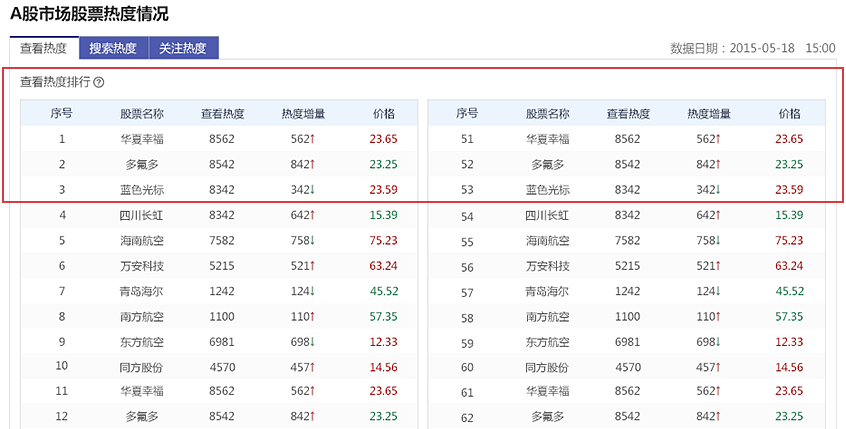 A股市场股票热度情况
查看热度 搜索热度 关注热度 数据日期：2015-05-18 15:00
查看热度排行?
序号 股票名称 查看热度 热度增量 价格 序号 股票名称 查看热度 热度增量 价格
1 华夏幸福 8562 562↑ 23.65 51 华夏幸福 8562 562↑ 23.65
2 多氟多 8542 842↑ 23.25 52 多氟多 8542 842↑ 23.25
3 蓝色光标 8342 342↓ 23.59 53 蓝色光标 8342 342↓ 23.59
4 四川长虹 8342 642↑ 15.39 54 四川长虹 8342 642↑ 15.39
5 海南航空 7582 758↓ 75.23 55 海南航空 7582 758↓ 75.23
6 万安科技 5215 521↑ 63.24 56 万安科技 5215 521↑ 63.24
7 青岛海尔 1242 124↓ 45.52 57 青岛海尔 1242 124↓ 45.52
8 南方航空 1100 110↑ 57.35 58 南方航空 1100 110↑ 57.35
9 东方航空 6981 698↓ 12.33 59 东方航空 6981 698↓ 12.33
10 同方股份 4570 457↑ 14.56 60 同方股份 4570 457↑ 14.56
11 华夏幸福 8562 562↑ 23.65 61 华夏幸福 8562 562↑ 23.65
12 多氟多 8542 842↑ 23.25 62 多氟多 8542 842↑ 23.25